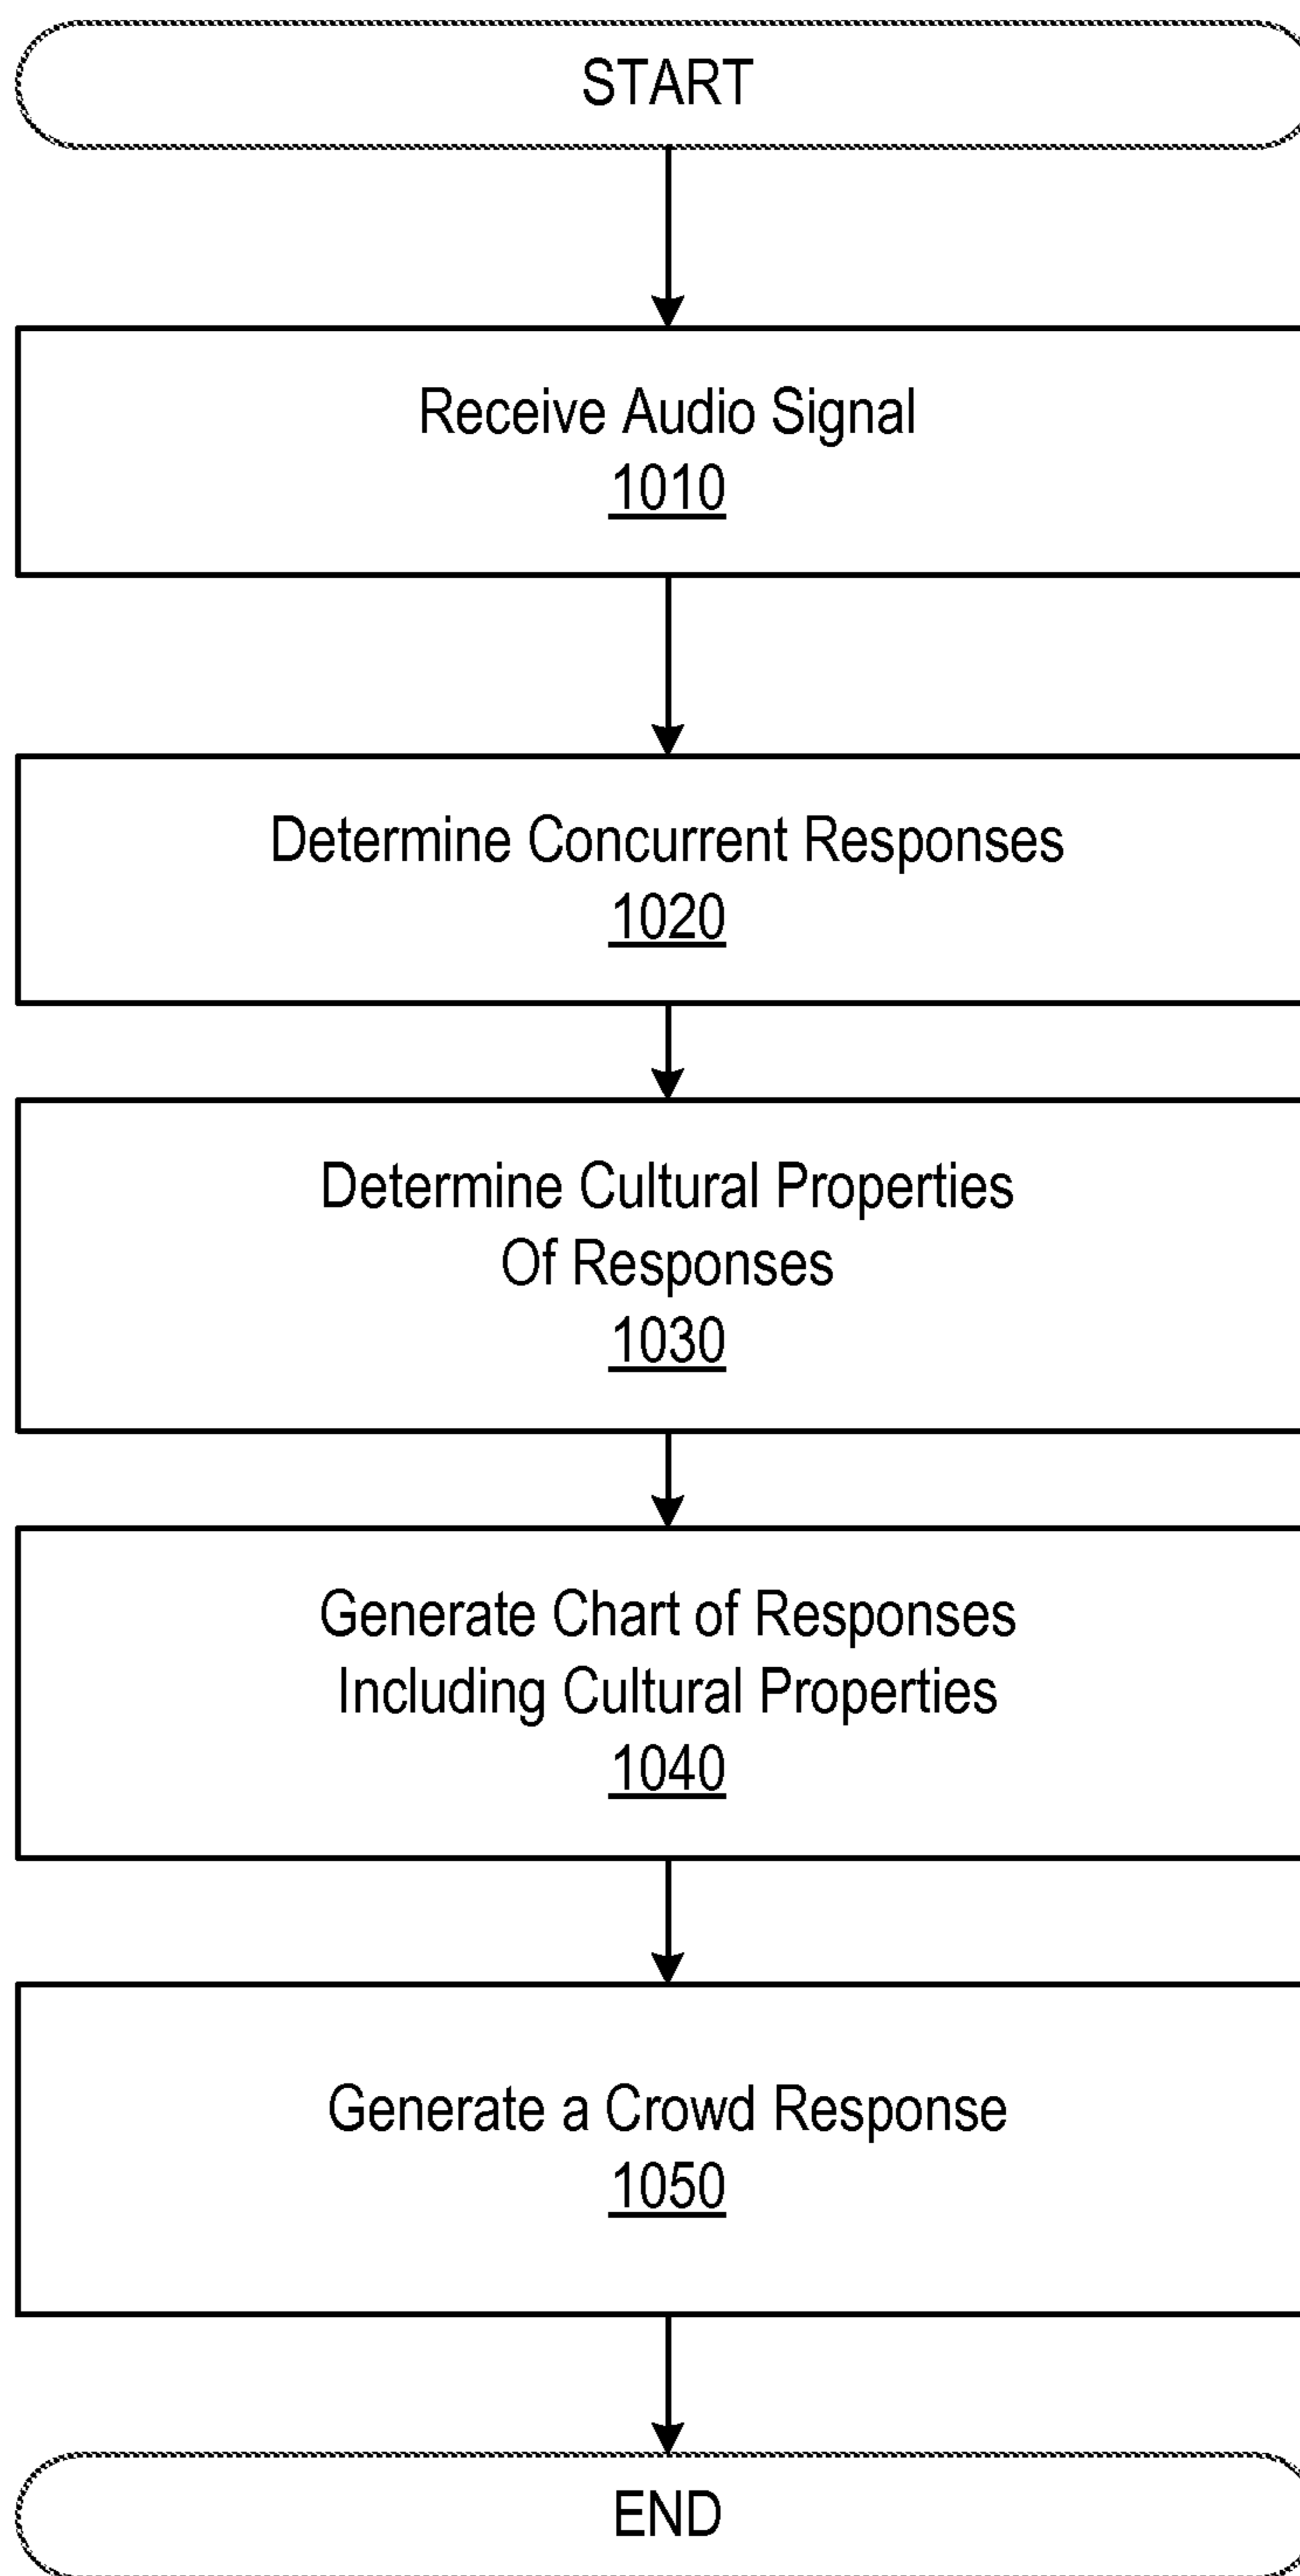 START
Receive Audio Signal
1010
Determine Concurrent Responses
1020
Determine Cultural Properties
Of Responses
1030
Generate Chart of Responses
Including Cultural Properties
1040
Generate a Crowd Response
1050
END